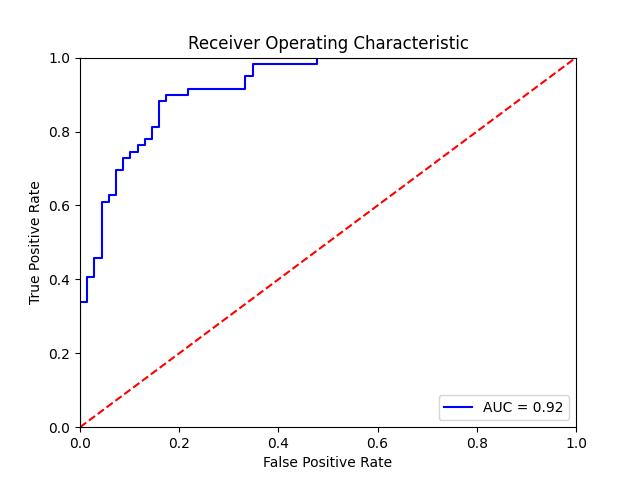 Receiver Operating Characteristic
1.0
0.8
0.6
0.4
0.2
0.0
True Positive Rate
AUC = 0.92
0.0 0.2 0.4 0.6 0.8 1.0
False Positive Rate